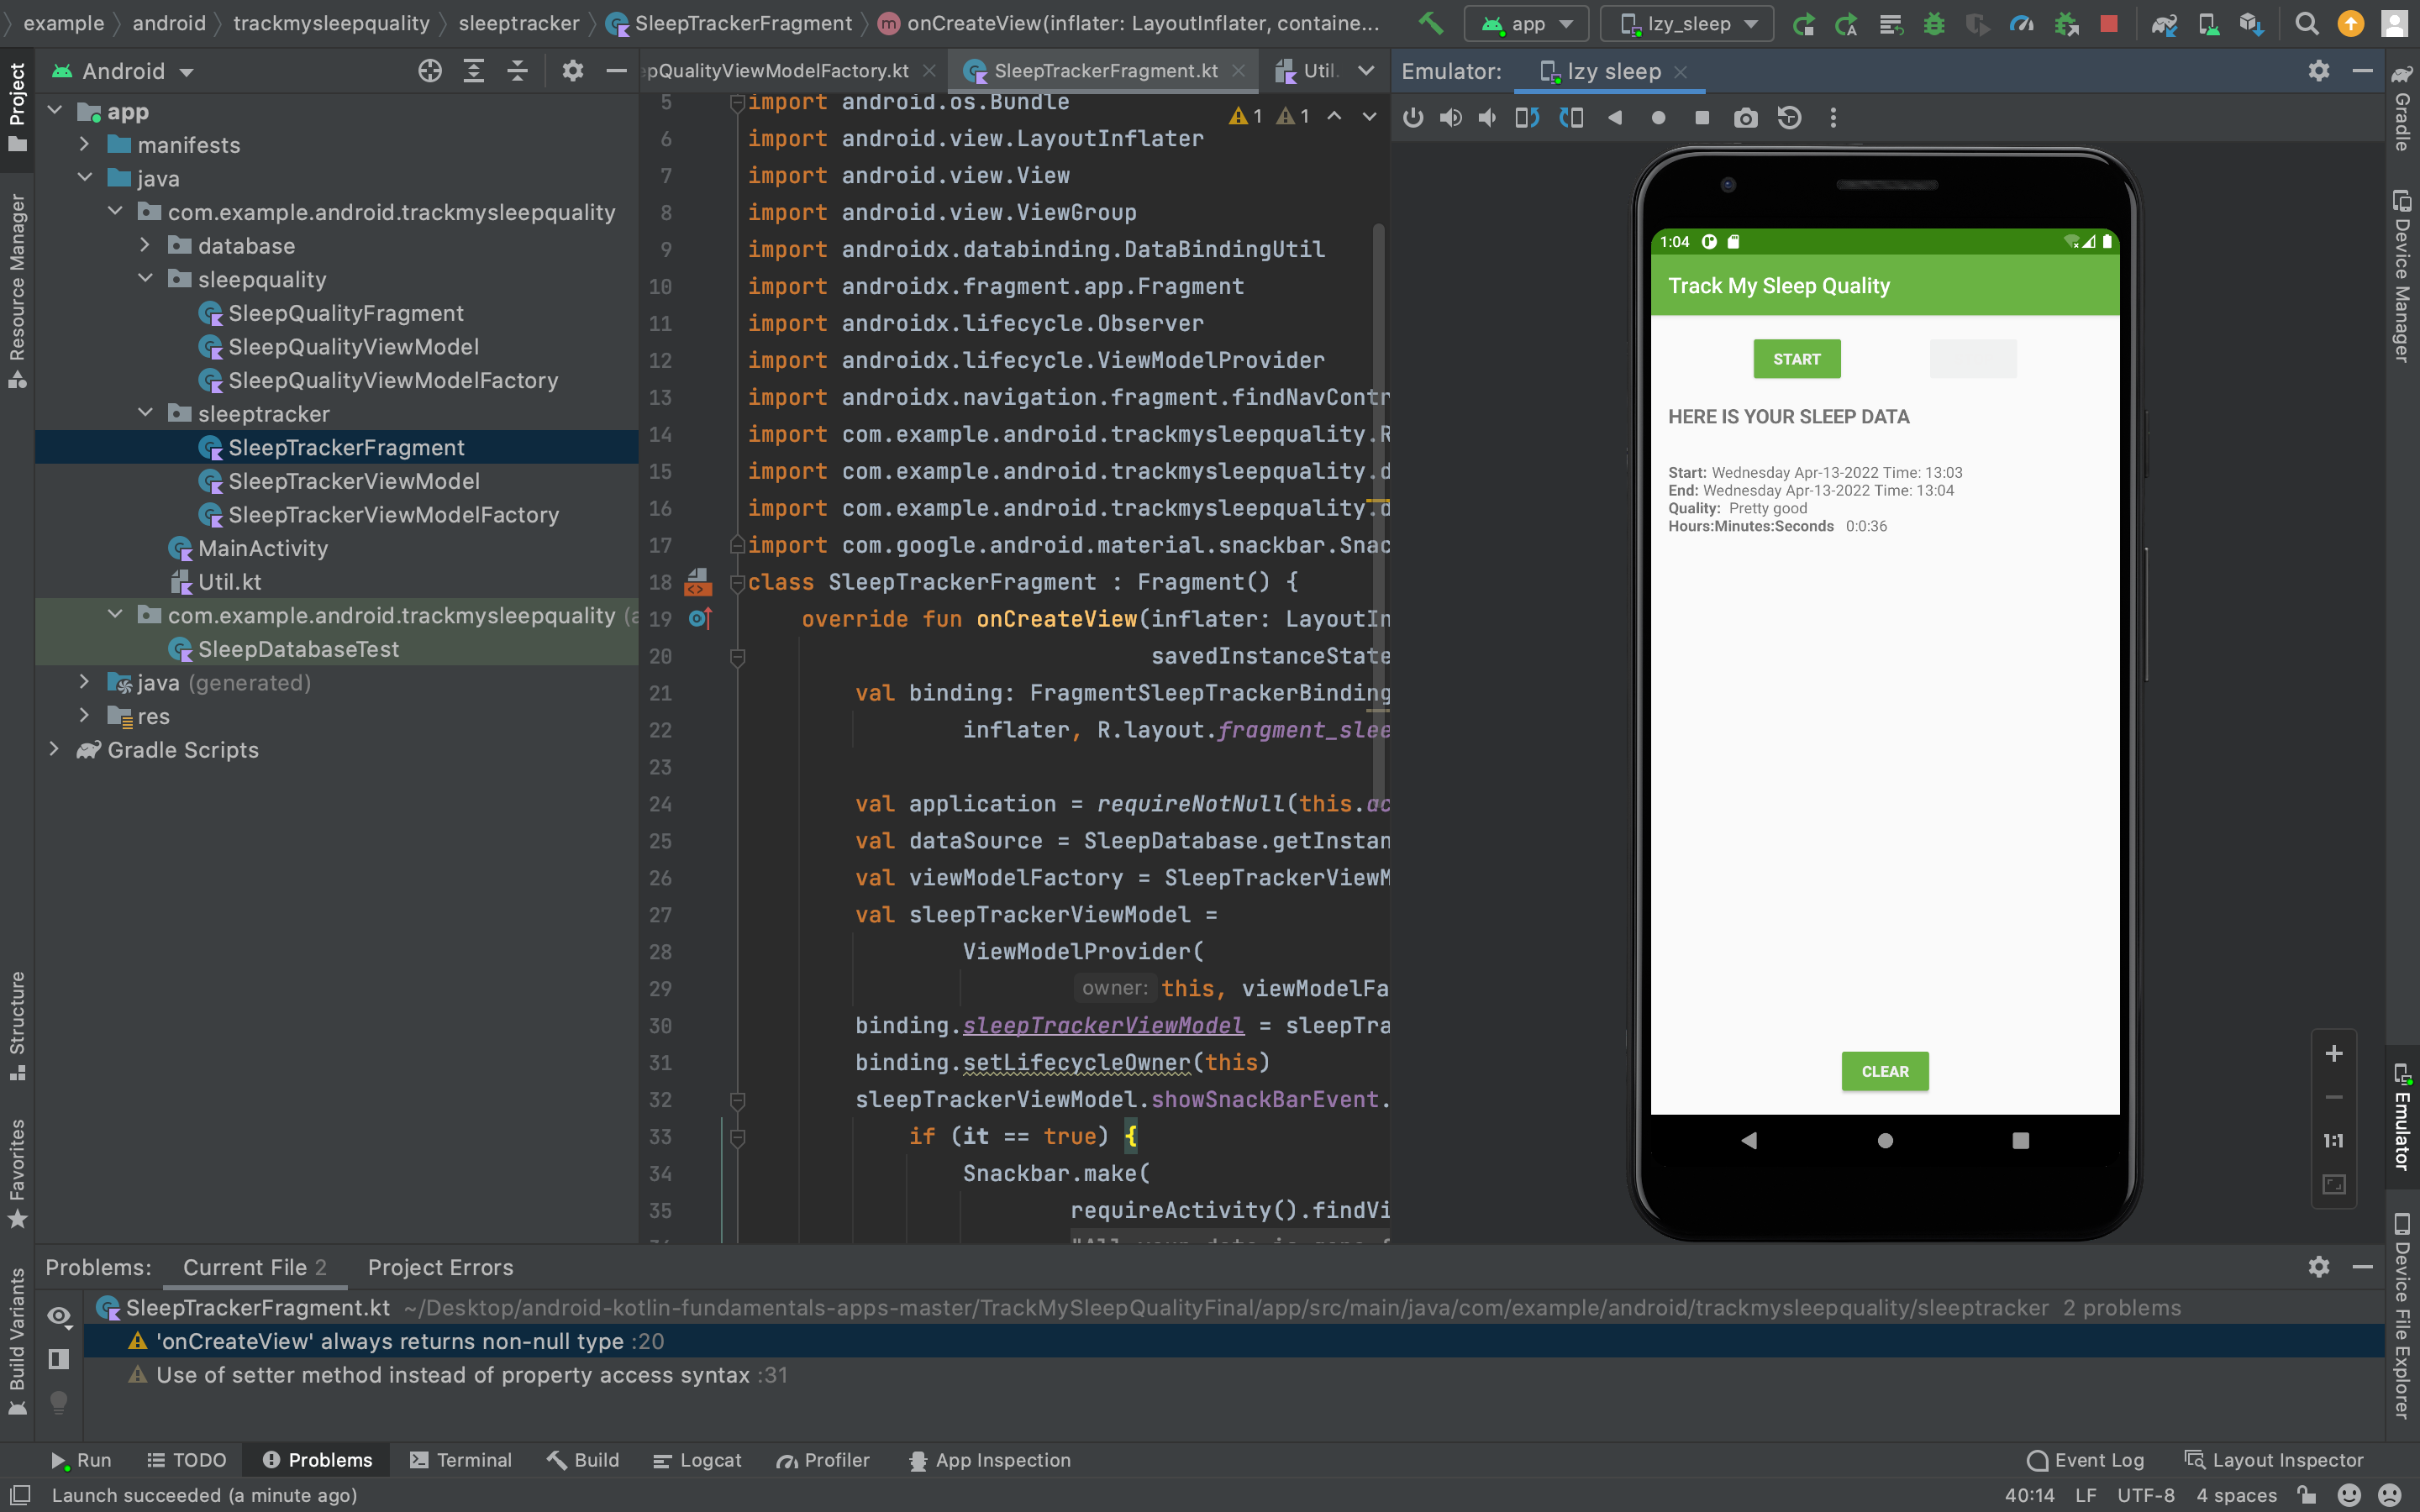 example android trackmysleepquality sleeptracker SleepTrackerFragment onCreateView(inflater: LayoutInflater, containe... app lzy_sleep
Project
Resource Manager
Structure
Favorites
Build Variants
Android
app
manifests
java
com.example.android.trackmysleepquality
database
sleepquality
SleepQualityFragment
SleepQualityViewModel
SleepQualityViewModelFactory
sleeptracker
SleepTrackerFragment
SleepTrackerViewModel
SleepTrackerViewModelFactory
MainActivity
Util.kt
com.example.android.trackmysleepquality (a
SleepDatabaseTest
java (generated)
res
Gradle Scripts
pQualityViewModelFactory.kt SleepTrackerFragment.kt Util.
1 1
5 import android.os.Bundle
6 import android.view.LayoutInflater
7 import android.view.View
8 import android.view.ViewGroup
9 import androidx.databinding.DataBindingUtil
10 import androidx.fragment.app.Fragment
11 import androidx.lifecycle.Observer
12 import androidx.lifecycle.ViewModelProvider
13 import androidx.navigation.fragment.findNavContr
14 import com.example.android.trackmysleepquality.R
15 import com.example.android.trackmysleepquality.d
16 import com.example.android.trackmysleepquality.d
17 import com.google.android.material.snackbar.Snac
18 class SleepTrackerFragment : Fragment() {
19 override fun onCreateView(inflater: LayoutIn
20 savedInstanceState
21 val binding: FragmentSleepTrackerBinding
22 inflater, R.layout.fragment_slee
23
24 val application = requireNotNull(this.ac
25 val dataSource = SleepDatabase.getInstan
26 val viewModelFactory = SleepTrackerViewM
27 val sleepTrackerViewModel =
28 ViewModelProvider(
29 owner: this, viewModelFa
30 binding.sleepTrackerViewModel = sleepTra
31 binding.setLifecycleOwner(this)
32 sleepTrackerViewModel.showSnackBarEvent.
33 if (it == true) {
34 Snackbar.make(
35 requireActivity().findVi
Emulator: lzy sleep
1:04
Track My Sleep Quality
START
HERE IS YOUR SLEEP DATA
Start: Wednesday Apr-13-2022 Time: 13:03
End: Wednesday Apr-13-2022 Time: 13:04
Quality: Pretty good
Hours:Minutes:Seconds 0:0:36
CLEAR
1:1
Gradle
Device Manager
Emulator
Device File Explorer
Problems: Current File 2 Project Errors
SleepTrackerFragment.kt ~/Desktop/android-kotlin-fundamentals-apps-master/TrackMySleepQualityFinal/app/src/main/java/com/example/android/trackmysleepquality/sleeptracker 2 problems
'onCreateView' always returns non-null type :20
Use of setter method instead of property access syntax :31
Run TODO Problems Terminal Build Logcat Profiler App Inspection Event Log Layout Inspector
Launch succeeded (a minute ago) 40:14 LF UTF-8 4 spaces